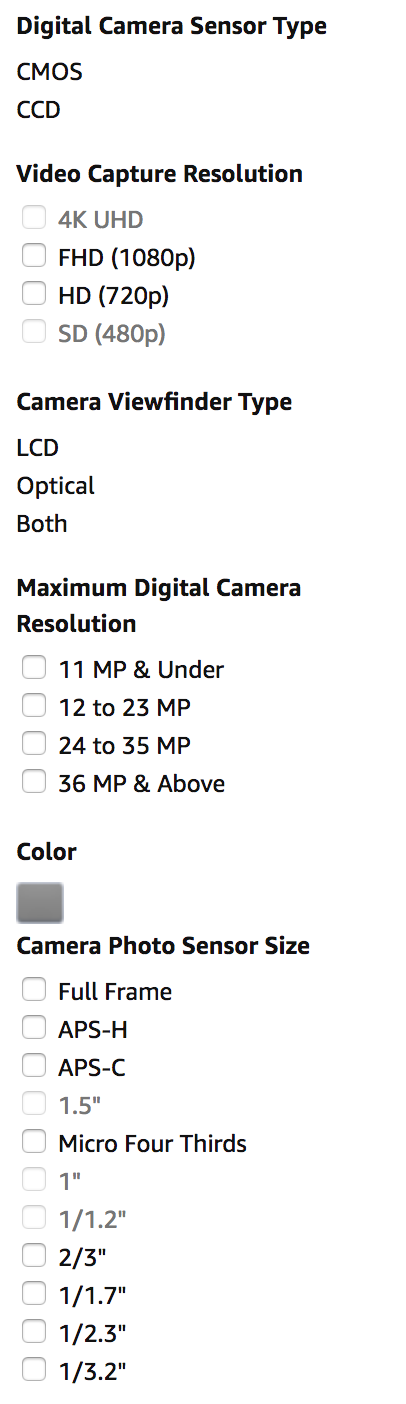 Digital Camera Sensor Type
CMOS
CCD
Video Capture Resolution
4K UHD
FHD (1080p)
HD (720p)
SD (480p)
Camera Viewfinder Type
LCD
Optical
Both
Maximum Digital Camera
Resolution
11 MP & Under
12 to 23 MP
24 to 35 MP
36 MP & Above
Color
Camera Photo Sensor Size
Full Frame
APS-H
APS-C
1.5"
Micro Four Thirds
1"
1/1.2"
2/3"
1/1.7"
1/2.3"
1/3.2"